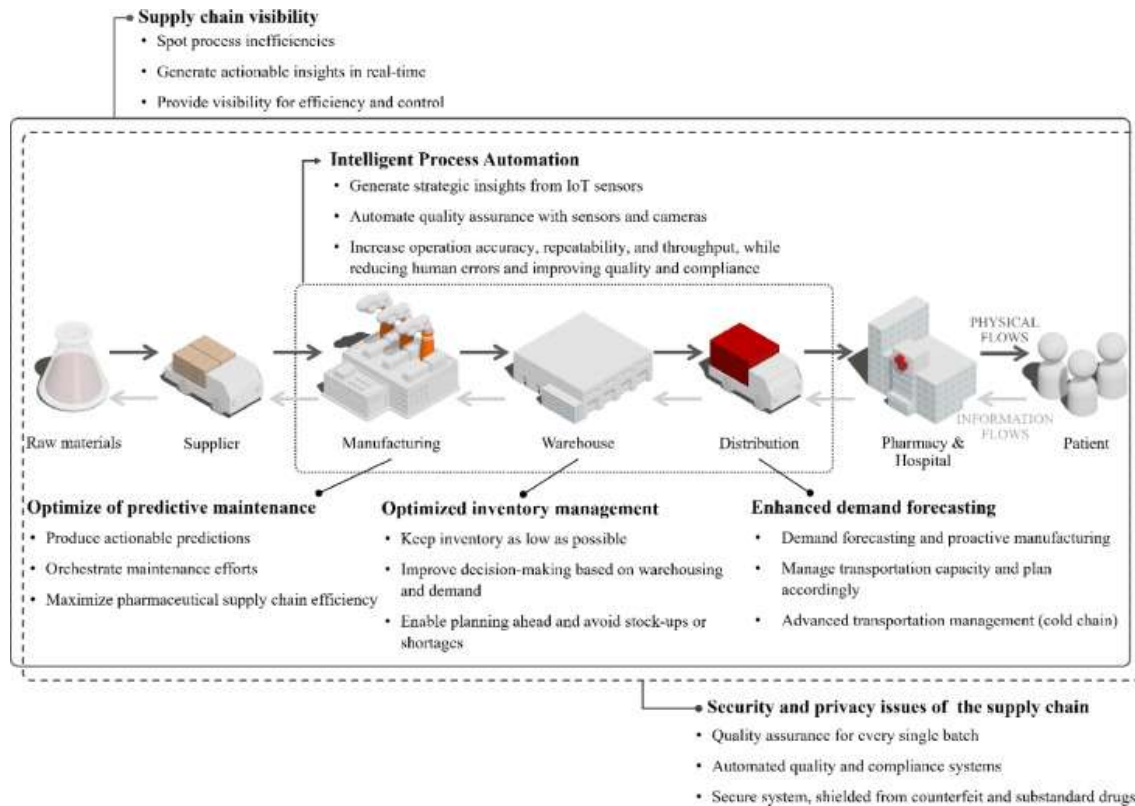 Supply chain visibility
• Spot process inefficiencies
• Generate actionable insights in real-time
• Provide visibility for efficiency and control
Intelligent Process Automation
• Generate strategic insights from IoT sensors
• Automate quality assurance with sensors and cameras
• Increase operation accuracy, repeatability, and throughput, while
reducing human errors and improving quality and compliance
PHYSICAL
FLOWS
INFORMATION
FLOWS
Raw materials
Supplier
Manufacturing
Warehouse
Distribution
Pharmacy &
Hospital
Patient
Optimize of predictive maintenance
• Produce actionable predictions
• Orchestrate maintenance efforts
• Maximize pharmaceutical supply chain efficiency
Optimized inventory management
• Keep inventory as low as possible
• Improve decision-making based on warehousing
and demand
• Enable planning ahead and avoid stock-ups or
shortages
Enhanced demand forecasting
• Demand forecasting and proactive manufacturing
• Manage transportation capacity and plan
accordingly
• Advanced transportation management (cold chain)
Security and privacy issues of the supply chain
• Quality assurance for every single batch
• Automated quality and compliance systems
• Secure system, shielded from counterfeit and substandard drugs